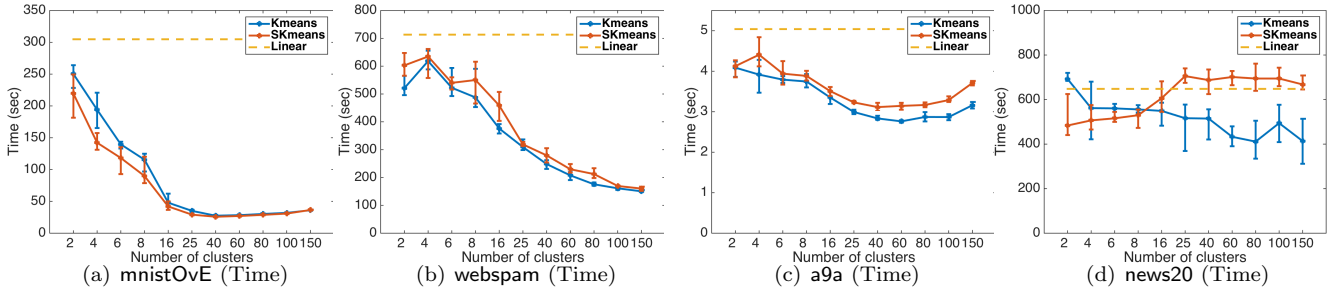 350
300
250
200
150
100
50
0
Time (sec)
Kmeans
SKmeans
Linear
2 4 6 8 16 25 40 60 80 100 150
Number of clusters
(a) mnistOvE (Time)
800
700
600
500
400
300
200
100
0
Time (sec)
Kmeans
SKmeans
Linear
2 4 6 8 16 25 40 60 80 100 150
Number of clusters
(b) webspam (Time)
5
4
3
2
1
0
Time (sec)
Kmeans
SKmeans
Linear
2 4 6 8 16 25 40 60 80 100 150
Number of clusters
(c) a9a (Time)
1000
800
600
400
200
0
Time (sec)
Kmeans
SKmeans
Linear
2 4 6 8 16 25 40 60 80 100 150
Number of clusters
(d) news20 (Time)